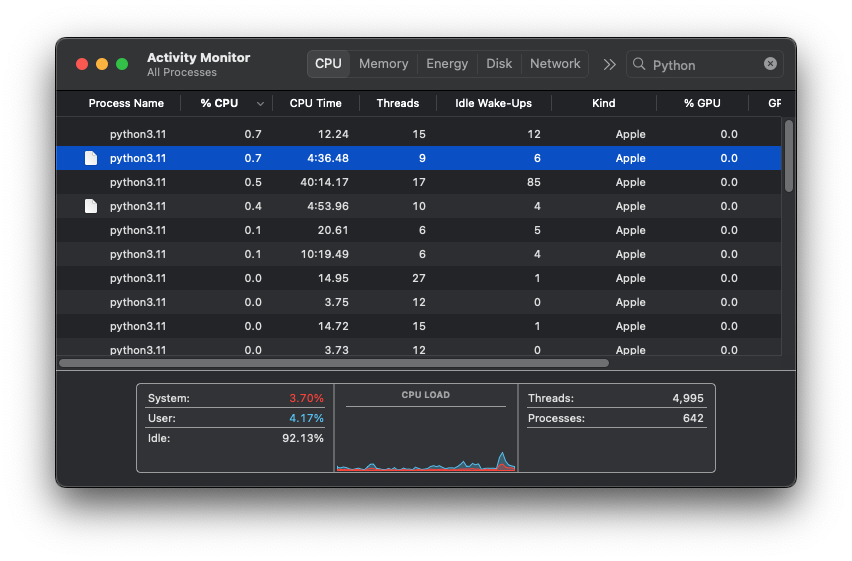 Activity Monitor
All Processes
CPU Memory Energy Disk Network Python
Process Name % CPU CPU Time Threads Idle Wake-Ups Kind % GPU GP
python3.11 0.7 12.24 15 12 Apple 0.0
python3.11 0.7 4:36.48 9 6 Apple 0.0
python3.11 0.5 40:14.17 17 85 Apple 0.0
python3.11 0.4 4:53.96 10 4 Apple 0.0
python3.11 0.1 20.61 6 5 Apple 0.0
python3.11 0.1 10:19.49 6 4 Apple 0.0
python3.11 0.0 14.95 27 1 Apple 0.0
python3.11 0.0 3.75 12 0 Apple 0.0
python3.11 0.0 14.72 15 1 Apple 0.0
python3.11 0.0 3.73 12 0 Apple 0.0
System: 3.70%
User: 4.17%
Idle: 92.13%
CPU LOAD
Threads: 4,995
Processes: 642